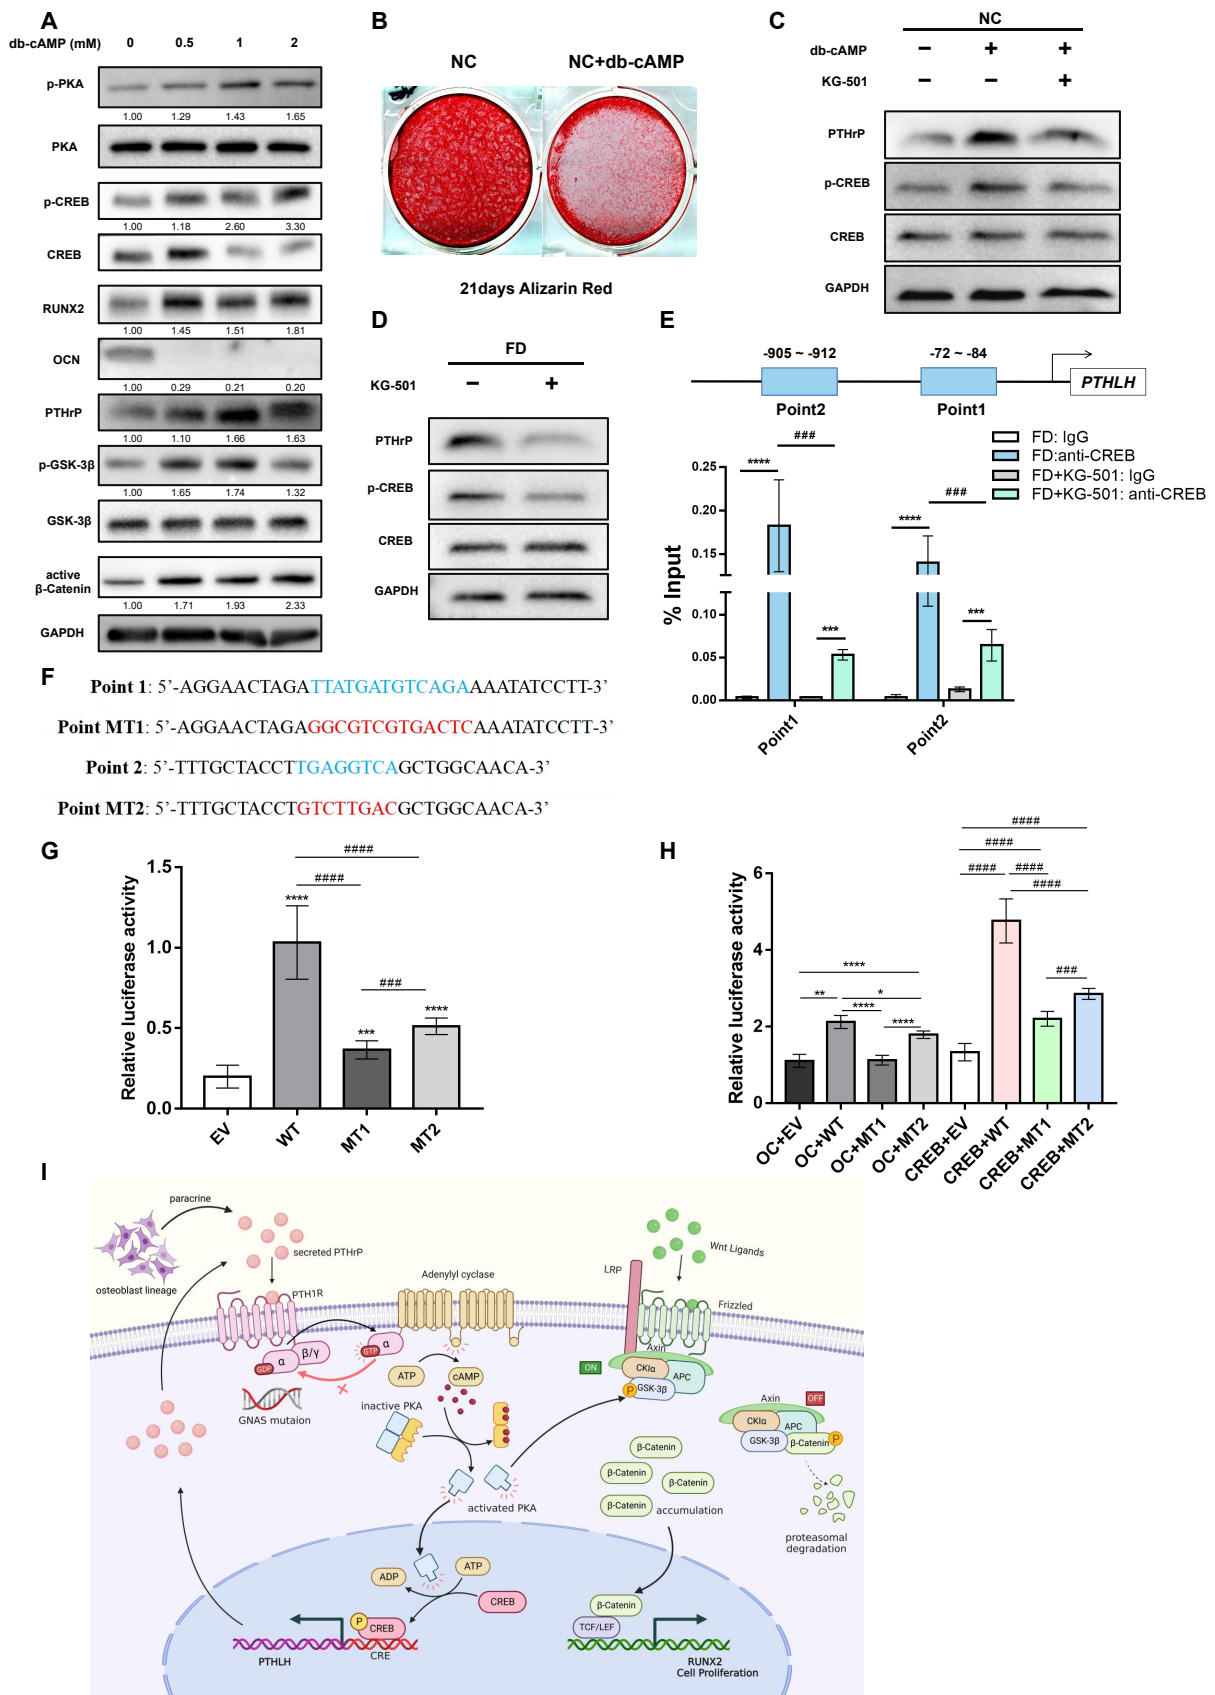 A
db-cAMP (mM) 0 0.5 1 2
p-PKA
1.00 1.29 1.43 1.65
PKA
p-CREB
1.00 1.18 2.60 3.30
CREB
RUNX2
1.00 1.45 1.51 1.81
OCN
1.00 0.29 0.21 0.20
PTHrP
1.00 1.10 1.66 1.63
p-GSK-3β
1.00 1.65 1.74 1.32
GSK-3β
active
β-Catenin
1.00 1.71 1.93 2.33
GAPDH
B
NC NC+db-cAMP
21days Alizarin Red
C
NC
db-cAMP − + +
KG-501 − − +
PTHrP
p-CREB
CREB
GAPDH
D
FD
KG-501 − +
PTHrP
p-CREB
CREB
GAPDH
E
-905 ~ -912 -72 ~ -84
PTHLH
Point2 Point1
FD: IgG
FD:anti-CREB
FD+KG-501: IgG
FD+KG-501: anti-CREB
% Input
0.25
0.20
0.15
0.10
0.05
0.00
###
****
***
###
****
***
Point1 Point2
F
Point 1: 5’-AGGAACTAGATTATGATGTCAGAAAATATCCTT-3’
Point MT1: 5’-AGGAACTAGAGGCGTCGTGACTCAAATATCCTT-3’
Point 2: 5’-TTTGCTACCTTGAGGTCAGCTGGCAACA-3’
Point MT2: 5’-TTTGCTACCTGTCTTGACGCTGGCAACA-3’
G
Relative luciferase activity
1.5
1.0
0.5
0.0
####
####
****
###
***
****
EV WT MT1 MT2
H
Relative luciferase activity
6
4
2
0
####
####
#### ####
####
###
****
** *
****
****
OC+EV OC+WT OC+MT1 OC+MT2 CREB+EV CREB+WT CREB+MT1 CREB+MT2
I
paracrine
secreted PTHrP
osteoblast lineage
PTH1R
Adenylyl cyclase
α β/γ
GDP
GTP α
GNAS mutaion
ATP cAMP
inactive PKA
activated PKA
Wnt Ligands
LRP
Frizzled
ON
Axin
CKIα
APC
P GSK-3β
Axin OFF
CKIα
APC
GSK-3β β-Catenin P
β-Catenin
β-Catenin
β-Catenin
β-Catenin
accumulation
proteasomal
degradation
ADP ATP
CREB
P
CREB
PTHLH CRE
β-Catenin
TCF/LEF
RUNX2
Cell Proliferation